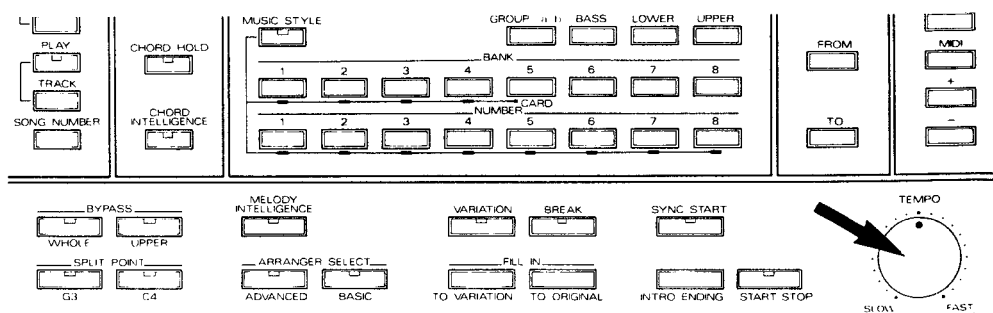 MUSIC STYLE
GROUP a b BASS LOWER UPPER
PLAY
CHORD HOLD
BANK
FROM
MIDI
1 2 3 4 5 6 7 8
+
TRACK
CARD
NUMBER
SONG NUMBER
CHORD
INTELLIGENCE
1 2 3 4 5 6 7 8
TO
-
BYPASS
MELODY
INTELLIGENCE
VARIATION BREAK
SYNC START
TEMPO
WHOLE UPPER
SPLIT POINT
ARRANGER SELECT
FILL IN
G3 C4
ADVANCED BASIC
TO VARIATION TO ORIGINAL
INTRO ENDING START STOP
SLOW FAST